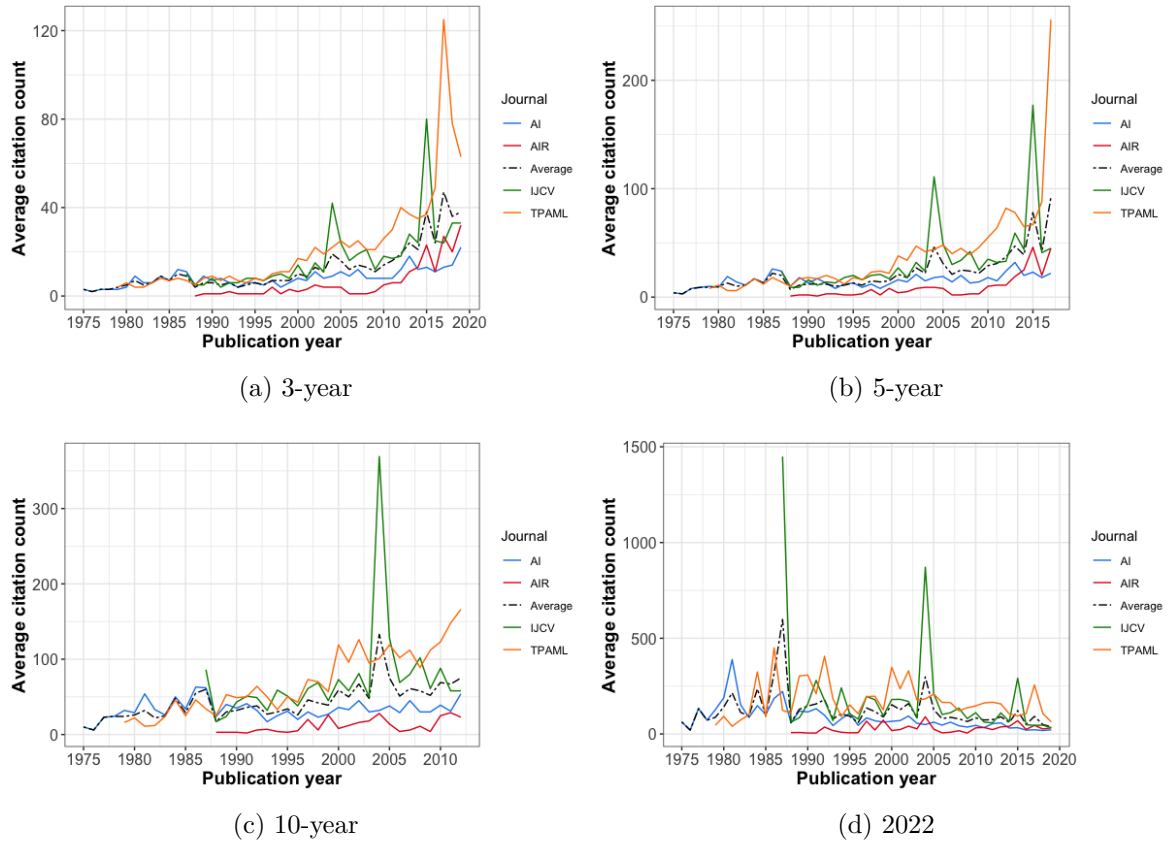 Average citation count
120
80
40
0
1975 1980 1985 1990 1995 2000 2005 2010 2015 2020
Publication year
Journal
AI
AIR
Average
IJCV
TPAML
(a) 3-year
Average citation count
200
100
0
1975 1980 1985 1990 1995 2000 2005 2010 2015
Publication year
Journal
AI
AIR
Average
IJCV
TPAML
(b) 5-year
Average citation count
300
200
100
0
1975 1980 1985 1990 1995 2000 2005 2010
Publication year
Journal
AI
AIR
Average
IJCV
TPAML
(c) 10-year
Average citation count
1500
1000
500
0
1975 1980 1985 1990 1995 2000 2005 2010 2015 2020
Publication year
Journal
AI
AIR
Average
IJCV
TPAML
(d) 2022